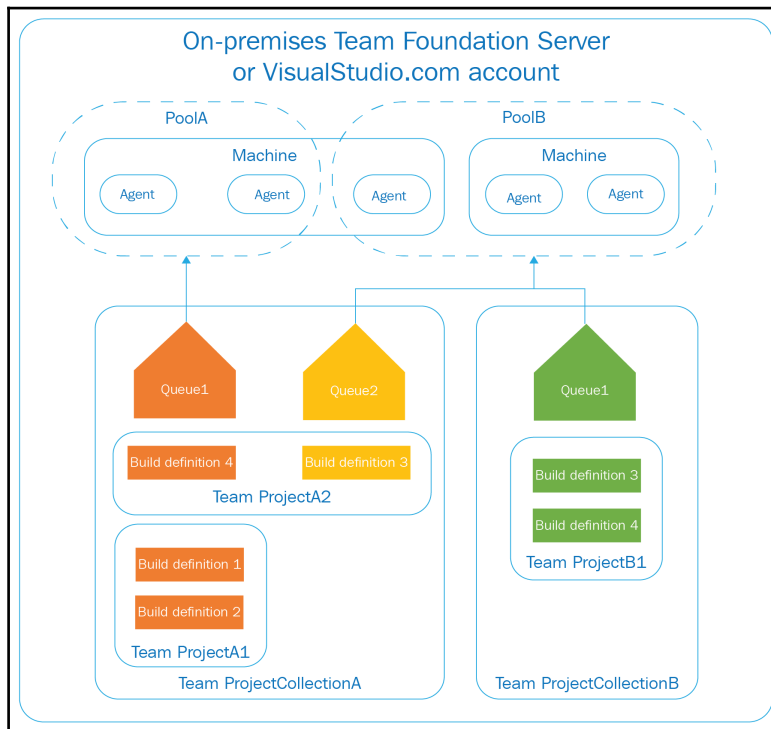 On-premises Team Foundation Server
or VisualStudio.com account
PoolA
PoolB
Machine
Machine
Agent
Agent
Agent
Agent
Agent
Queue1
Queue2
Queue1
Build definition 4
Build definition 3
Team ProjectA2
Build definition 1
Build definition 2
Team ProjectA1
Team ProjectCollectionA
Build definition 3
Build definition 4
Team ProjectB1
Team ProjectCollectionB